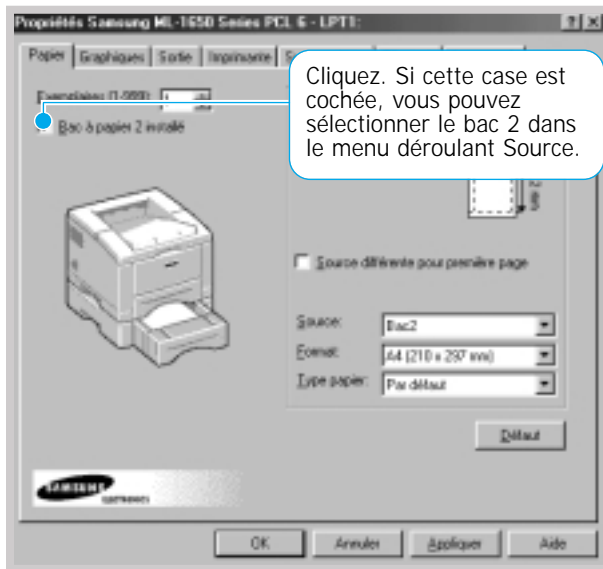 Propriétés Samsung ML-1650 Series PCL 6 - LPT1:
Papier Graphiques Sortie Imprimante
Cliquez. Si cette case est
cochée, vous pouvez
sélectionner le bac 2 dans
le menu déroulant Source.
Exemplaires (1-999): 1
Bac à papier 2 installé
Source différente pour première page
Source: Bac2
Format: A4 (210 x 297 mm)
Type papier: Par défaut
Défaut
SAMSUNG
ELECTRONICS
OK Annuler Appliquer Aide